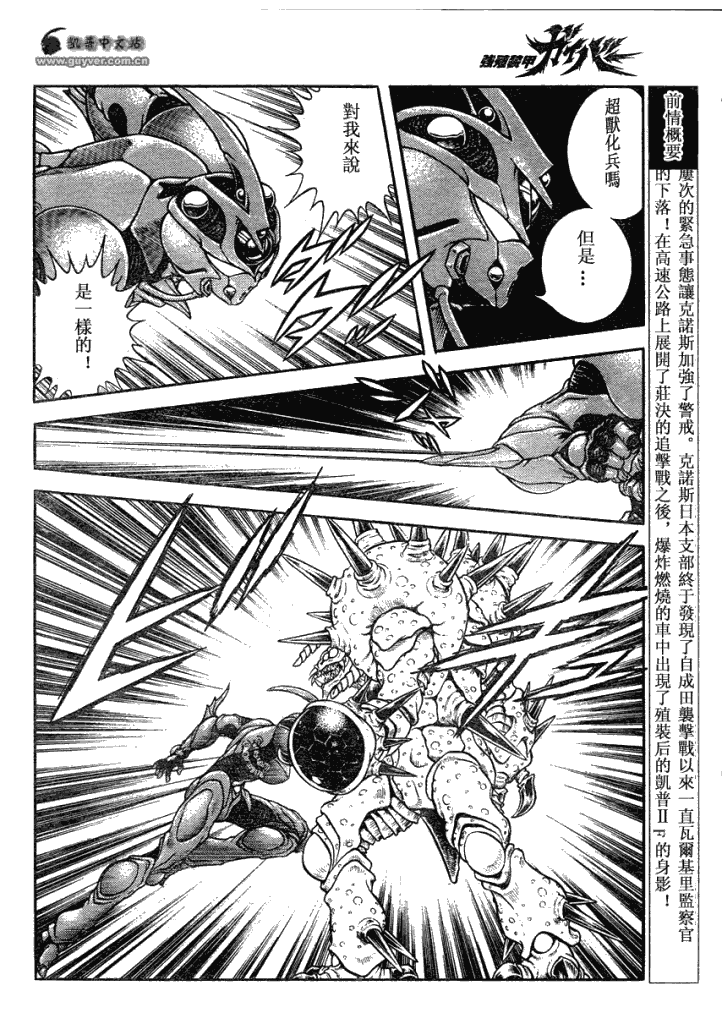 凱哥中文站
www.guyver.com.cn
強殖裝甲
ガイバー
前情概要
屢次的緊急事態讓克諾斯加強了警戒。克諾斯日本支部終于發現了自成田襲擊戰以來一直瓦爾基里監察官
的下落！在高速公路上展開了莊決的追擊戰之後，爆炸燃燒的車中出現了殖裝后的凱普Ⅱ『的身影！
超獸化兵嗎
但是…
對我來說
是一樣的！